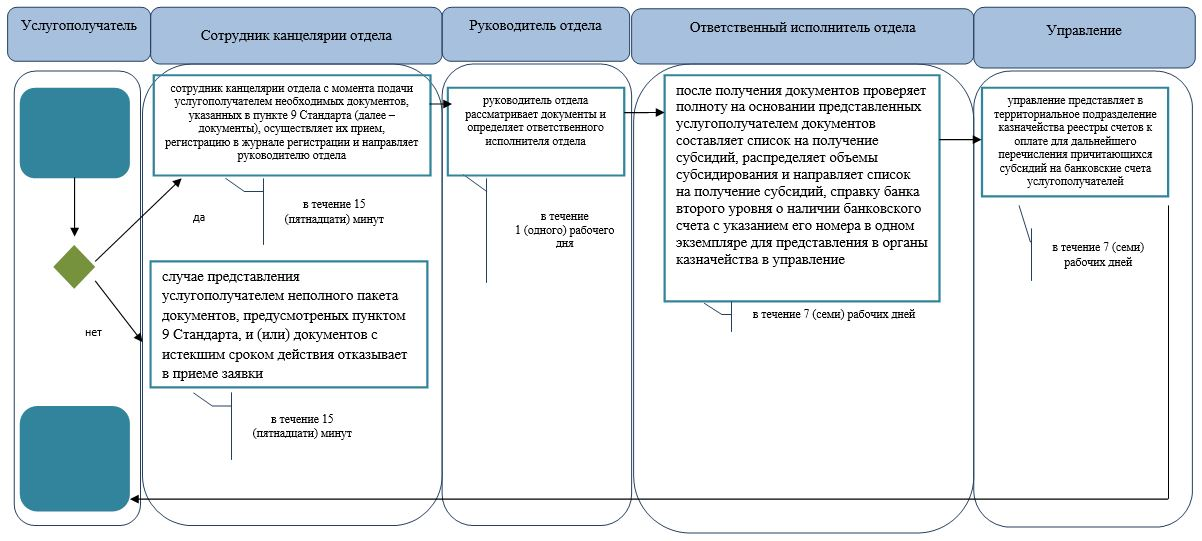 Услугополучатель
Сотрудник канцелярии отдела
Руководитель отдела
Ответственный исполнитель отдела
Управление
сотрудник канцелярии отдела с момента подачи
услугополучателем необходимых документов,
указанных в пункте 9 Стандарта (далее –
документы), осуществляет их прием,
регистрацию в журнале регистрации и направляет
руководителю отдела
в течение 15
(пятнадцати) минут
да
случае представления
услугополучателем неполного пакета
документов, предусмотреных пунктом
9 Стандарта, и (или) документов с
истекшим сроком действия отказывает
в приеме заявки
нет
в течение 15
(пятнадцати) минут
руководитель отдела
рассматривает документы и
определяет ответственного
исполнителя отдела
в течение
1 (одного) рабочего
дня
после получения документов проверяет
полноту на основании представленных
услугополучателем документов
составляет список на получение
субсидий, распределяет объемы
субсидирования и направляет список
на получение субсидий, справку банка
второго уровня о наличии банковского
счета с указанием его номера в одном
экземпляре для представления в органы
казначейства в управление
в течение 7 (семи) рабочих дней
управление представляет в
территориальное подразделение
казначейства реестры счетов к
оплате для дальнейшего
перечисления причитающихся
субсидий на банковские счета
услугополучателей
в течение 7 (семи)
рабочих дней